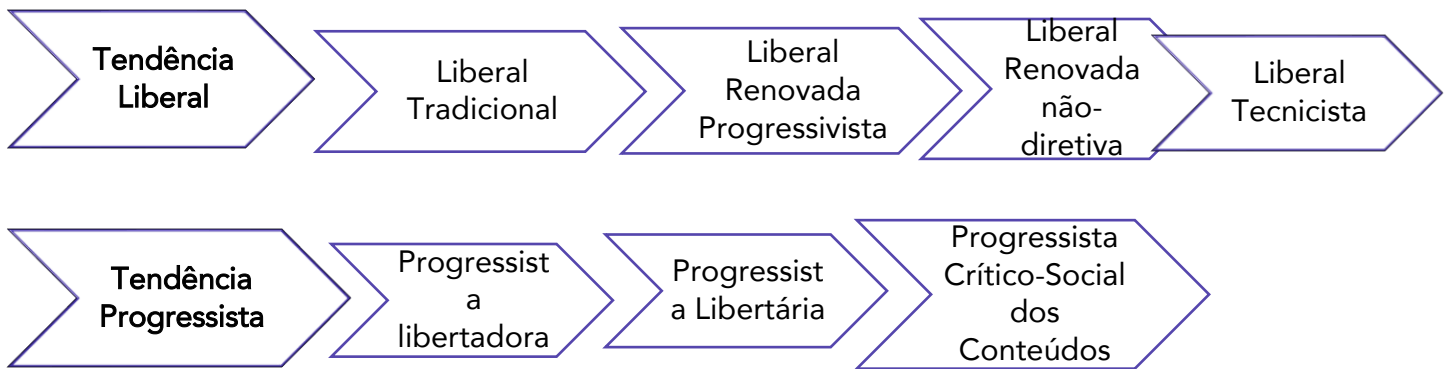 Tendência
Liberal
Liberal
Tradicional
Liberal
Renovada
Progressivista
Liberal
Renovada
não-
diretiva
Liberal
Tecnicista
Tendência
Progressista
Progressist
a
libertadora
Progressist
a Libertária
Progressista
Crítico-Social
dos
Conteúdos